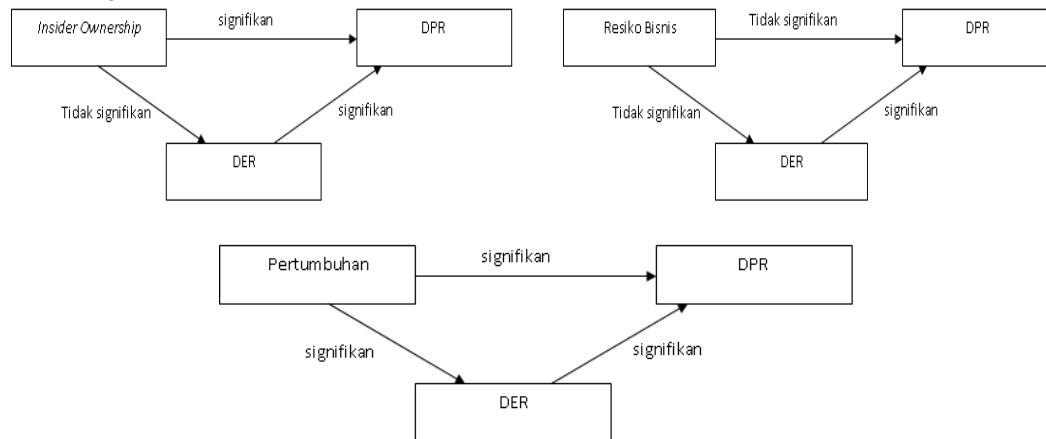 Insider Ownership
signifikan
DPR
Tidak signifikan
signifikan
DER
Resiko Bisnis
Tidak signifikan
DPR
Tidak signifikan
signifikan
DER
Pertumbuhan
signifikan
DPR
signifikan
signifikan
DER